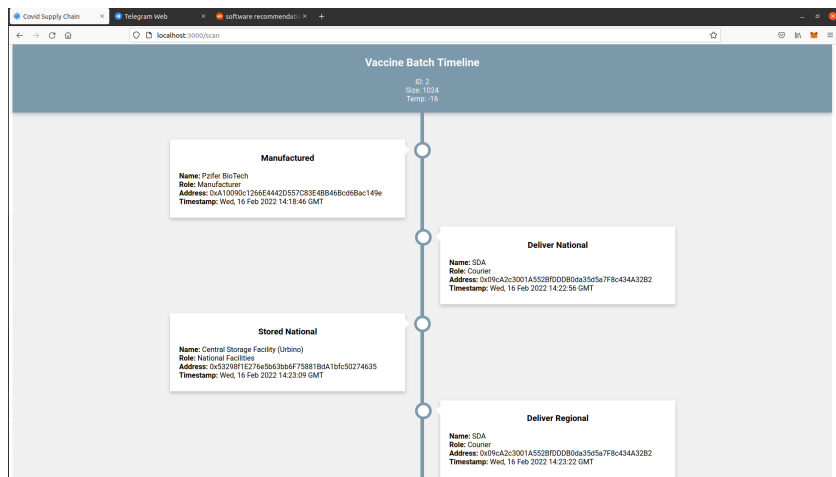 Covid Supply Chain
Telegram Web
software recommendatio
localhost:3000/scan
Vaccine Batch Timeline
ID: 2
Size: 1024
Temp: -16
Manufactured
Name: Pzifer BioTech
Role: Manufacturer
Address: 0xA10090c1266E4442D557C83E4BB46Bcd6Bac149e
Timestamp: Wed, 16 Feb 2022 14:18:46 GMT
Deliver National
Name: SDA
Role: Courier
Address: 0x09cA2c3001A552BfDDDB0da35d5a7F8c434A32B2
Timestamp: Wed, 16 Feb 2022 14:22:56 GMT
Stored National
Name: Central Storage Facility (Urbino)
Role: National Facilities
Address: 0x53298f1E276e5b63bb6F75881BdA1bfc50274635
Timestamp: Wed, 16 Feb 2022 14:23:09 GMT
Deliver Regional
Name: SDA
Role: Courier
Address: 0x09cA2c3001A552BfDDDB0da35d5a7F8c434A32B2
Timestamp: Wed, 16 Feb 2022 14:23:22 GMT